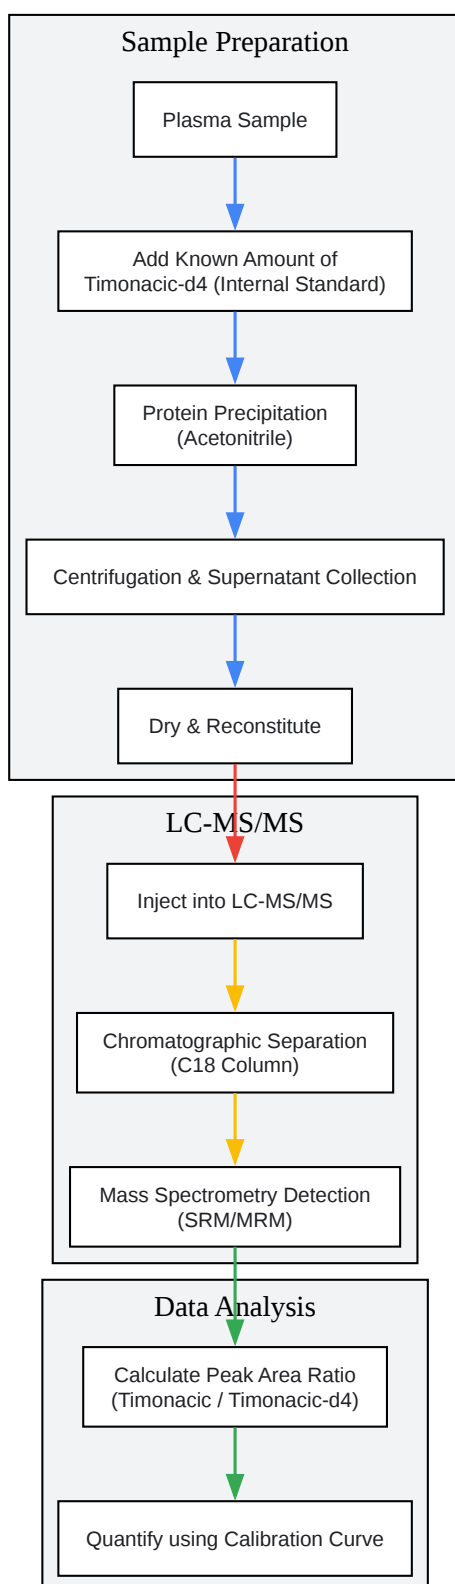 Sample Preparation
Plasma Sample
Add Known Amount of
Timonacic-d4 (Internal Standard)
Protein Precipitation
(Acetonitrile)
Centrifugation & Supernatant Collection
Dry & Reconstitute
LC-MS/MS
Inject into LC-MS/MS
Chromatographic Separation
(C18 Column)
Mass Spectrometry Detection
(SRM/MRM)
Data Analysis
Calculate Peak Area Ratio
(Timonacic / Timonacic-d4)
Quantify using Calibration Curve